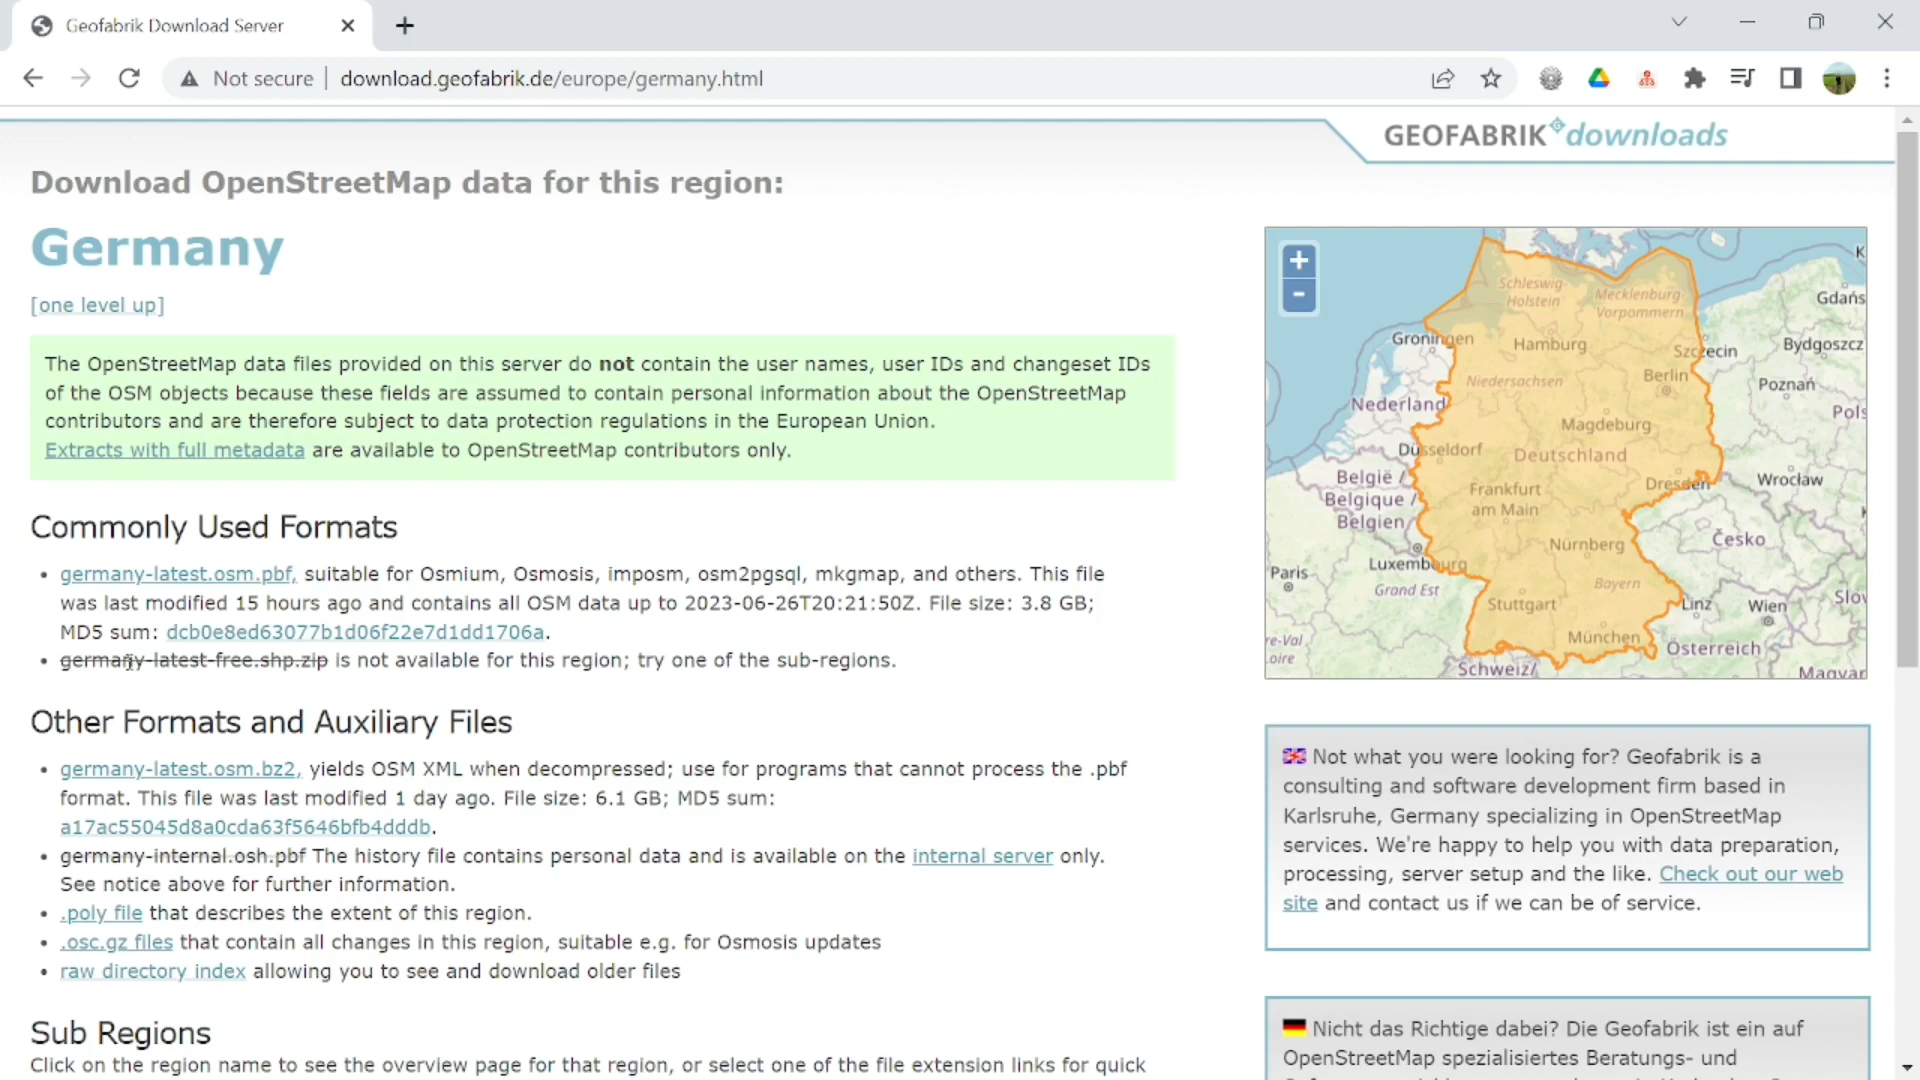 Geofabrik Download Server
Not secure | download.geofabrik.de/europe/germany.html
GEOFABRIK downloads
Download OpenStreetMap data for this region:
Germany
[one level up]
The OpenStreetMap data files provided on this server do not contain the user names, user IDs and changeset IDs
of the OSM objects because these fields are assumed to contain personal information about the OpenStreetMap
contributors and are therefore subject to data protection regulations in the European Union.
Extracts with full metadata are available to OpenStreetMap contributors only.
Commonly Used Formats
• germany-latest.osm.pbf, suitable for Osmium, Osmosis, imposm, osm2pgsql, mkgmap, and others. This file
was last modified 15 hours ago and contains all OSM data up to 2023-06-26T20:21:50Z. File size: 3.8 GB;
MD5 sum: dcb0e8ed63077b1d06f22e7d1dd1706a.
• germany-latest-free.shp.zip is not available for this region; try one of the sub-regions.
Other Formats and Auxiliary Files
• germany-latest.osm.bz2, yields OSM XML when decompressed; use for programs that cannot process the .pbf
format. This file was last modified 1 day ago. File size: 6.1 GB; MD5 sum:
a17ac55045d8a0cda63f5646bfb4dddb.
• germany-internal.osh.pbf The history file contains personal data and is available on the internal server only.
See notice above for further information.
• .poly file that describes the extent of this region.
• .osc.gz files that contain all changes in this region, suitable e.g. for Osmosis updates
• raw directory index allowing you to see and download older files
Sub Regions
Click on the region name to see the overview page for that region, or select one of the file extension links for quick
+
-
K
Schleswig-
Holstein
Mecklenburg-
Vorpommern
Gdańs
Groningen
Hamburg
Szczecin
Bydgoszcz
Niedersachsen
Berlin
Poznań
Nederland
Magdeburg
Pols
Düsseldorf
Deutschland
België /
Belgique /
Belgien
Frankfurt
am Main
Dresden
Wrocław
Nürnberg
Česko
Paris
Luxembourg
Grand Est
Bayern
Stuttgart
Linz
Wien
Slov
re-Val
.oire
München
Österreich
Schweiz/
Magyar
Not what you were looking for? Geofabrik is a
consulting and software development firm based in
Karlsruhe, Germany specializing in OpenStreetMap
services. We're happy to help you with data preparation,
processing, server setup and the like. Check out our web
site and contact us if we can be of service.
Nicht das Richtige dabei? Die Geofabrik ist ein auf
OpenStreetMap spezialisiertes Beratungs- und